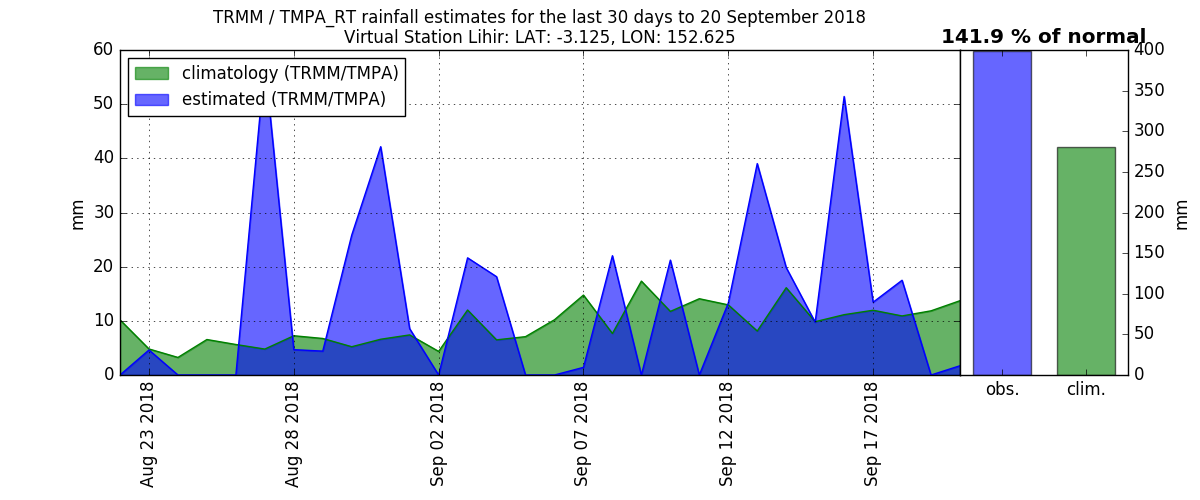 TRMM / TMPA_RT rainfall estimates for the last 30 days to 20 September 2018
Virtual Station Lihir: LAT: -3.125, LON: 152.625
141.9 % of normal
climatology (TRMM/TMPA)
estimated (TRMM/TMPA)
60
50
40
30
20
10
0
mm
Aug 23 2018
Aug 28 2018
Sep 02 2018
Sep 07 2018
Sep 12 2018
Sep 17 2018
400
350
300
250
200
150
100
50
0
mm
obs.
clim.